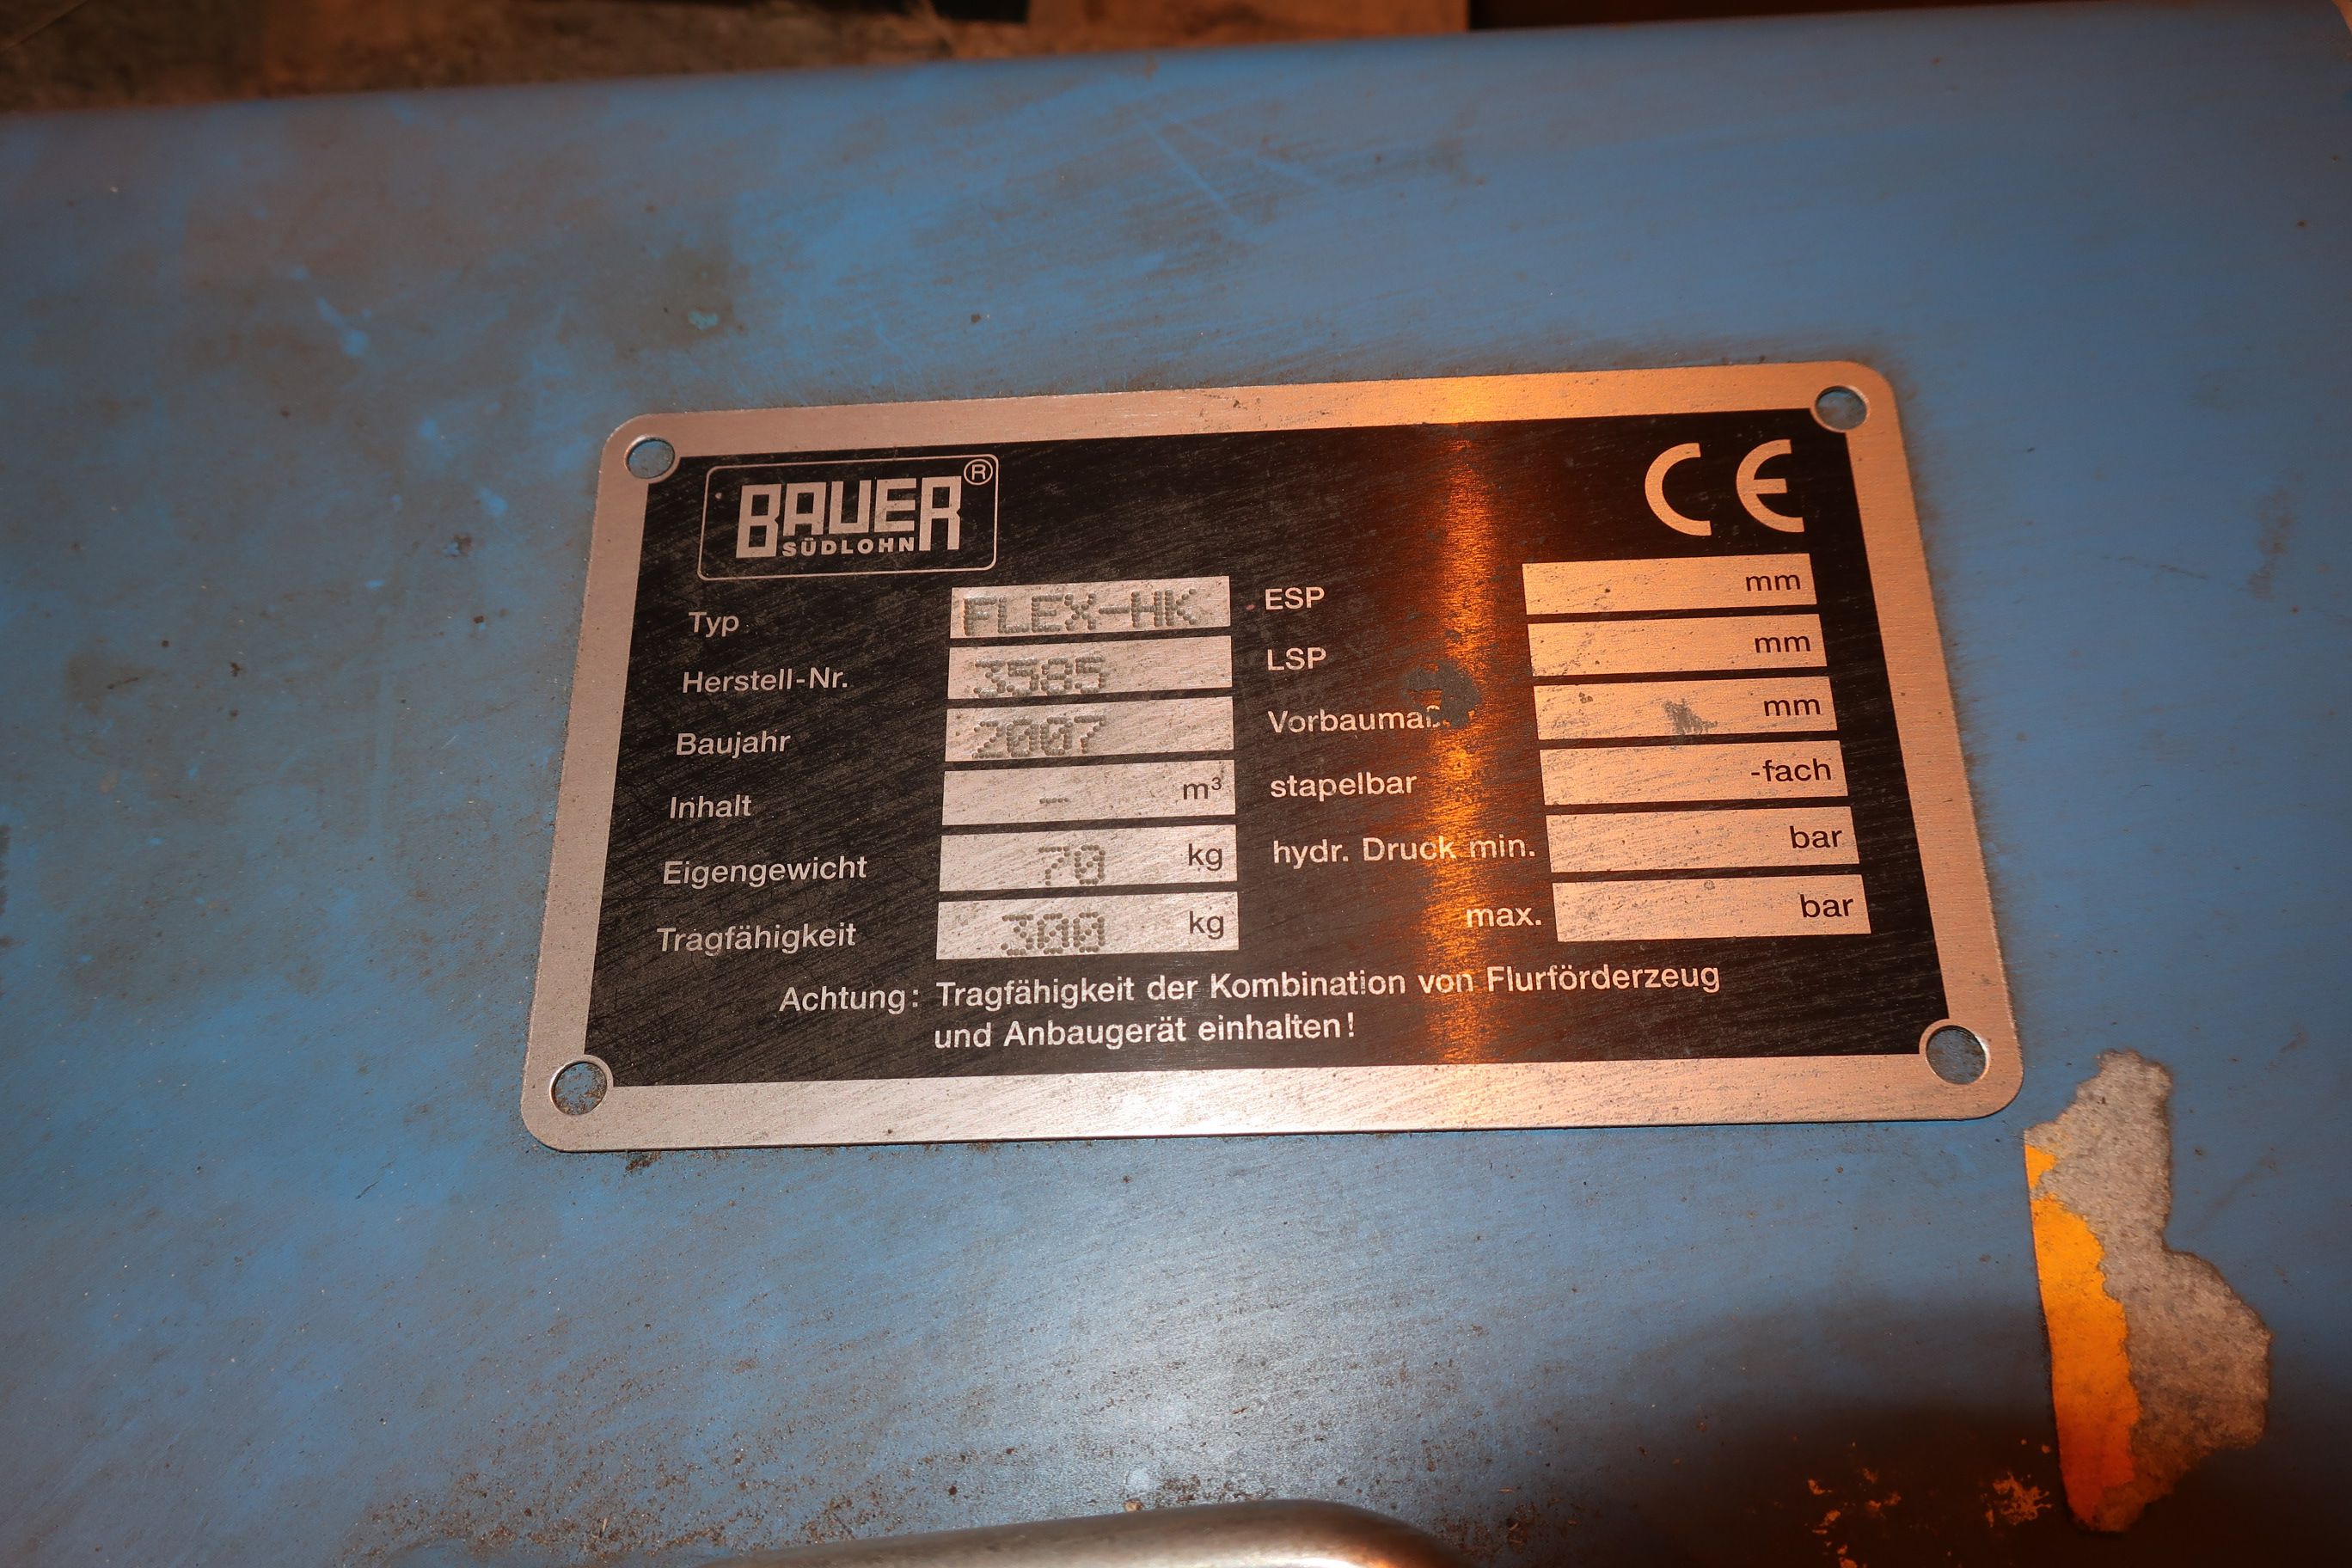 BAUER®
SÜDLOHN
CE
Typ FLEX-HK
Herstell-Nr. 3585
Baujahr 2007
Inhalt - m³
Eigengewicht 70 kg
Tragfähigkeit 300 kg
ESP mm
LSP mm
mm
stapelbar -fach
hydr. Druck min. bar
max. bar
Achtung: Tragfähigkeit der Kombination von Flurförderzeug
und Anbaugerät einhalten!